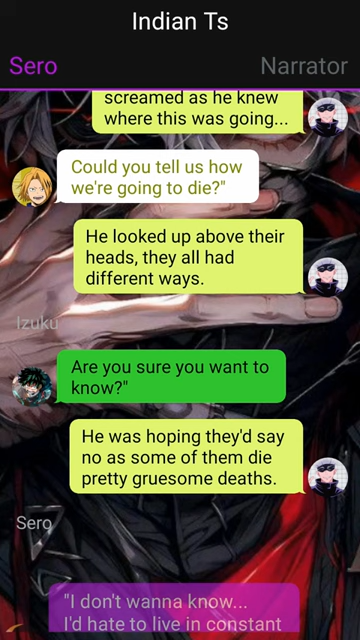 Indian Ts
Sero
Narrator
screamed as he knew
where this was going...
Could you tell us how
we're going to die?"
He looked up above their
heads, they all had
different ways.
Izuku
Are you sure you want to
know?"
He was hoping they'd say
no as some of them die
pretty gruesome deaths.
Sero
"I don't wanna know...
I'd hate to live in constant